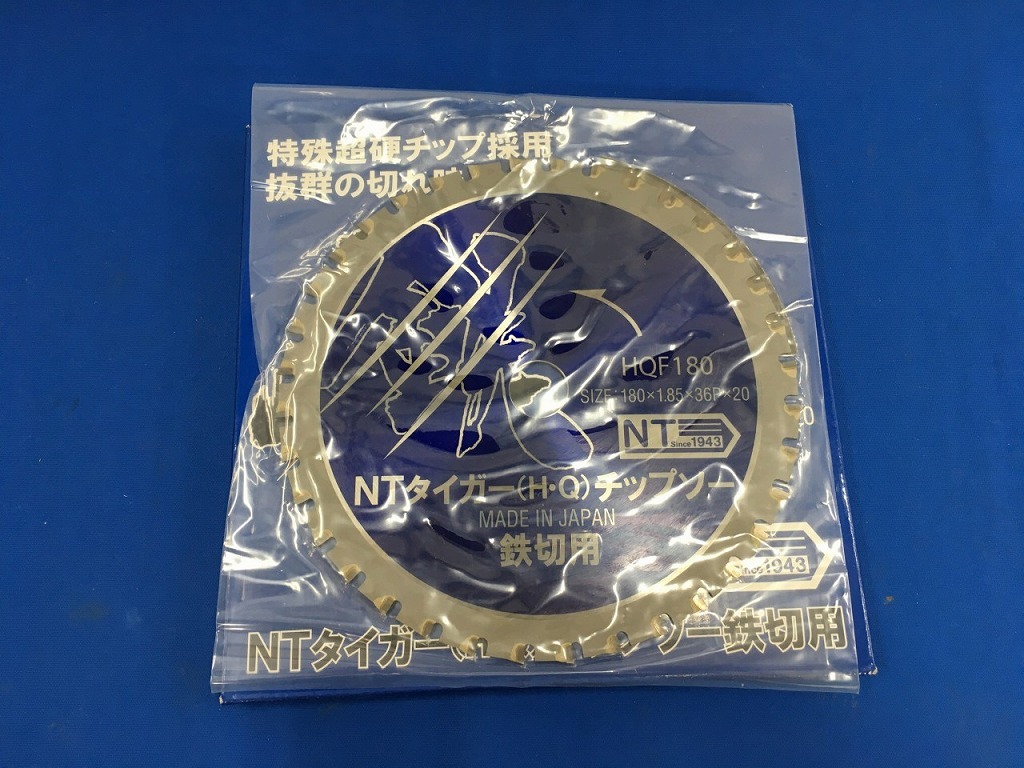 特殊超硬チップ採用
抜群の切れ味
HQF180
SIZE:180×1.85×36P×20
NT
Since1943
NTタイガー(H・Q)チップソー
MADE IN JAPAN
鉄切用
Since1943
NTタイガー(
ソー鉄切用